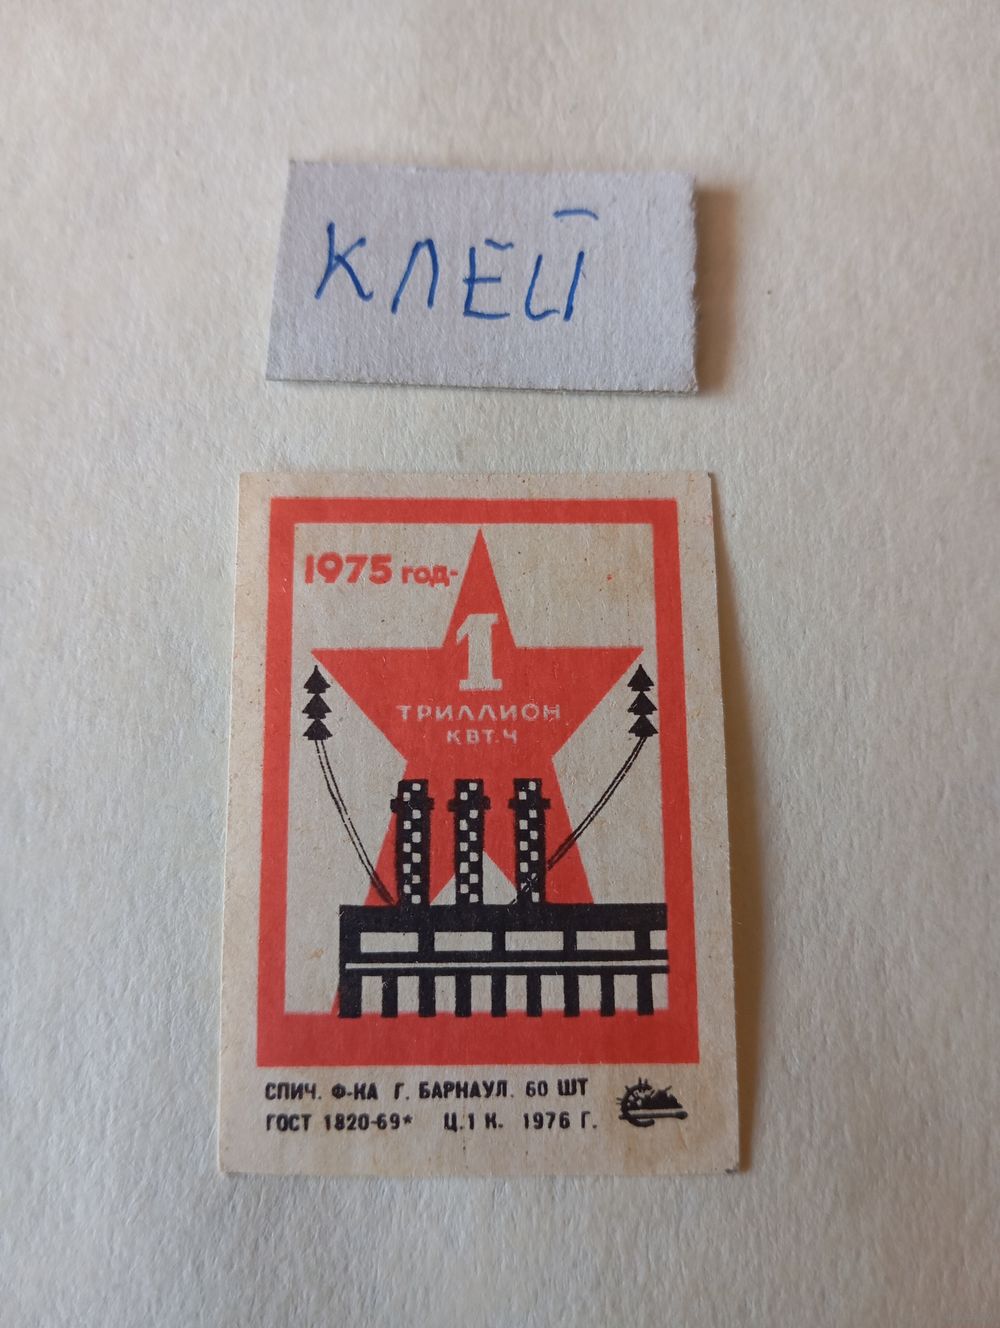 КЛЕЙ
1975 год-
1
ТРИЛЛИОН
КВТ.Ч
СПИЧ. Ф-КА Г. БАРНАУЛ. 60 ШТ
ГОСТ 1820-69* Ц.1 К. 1976 Г.